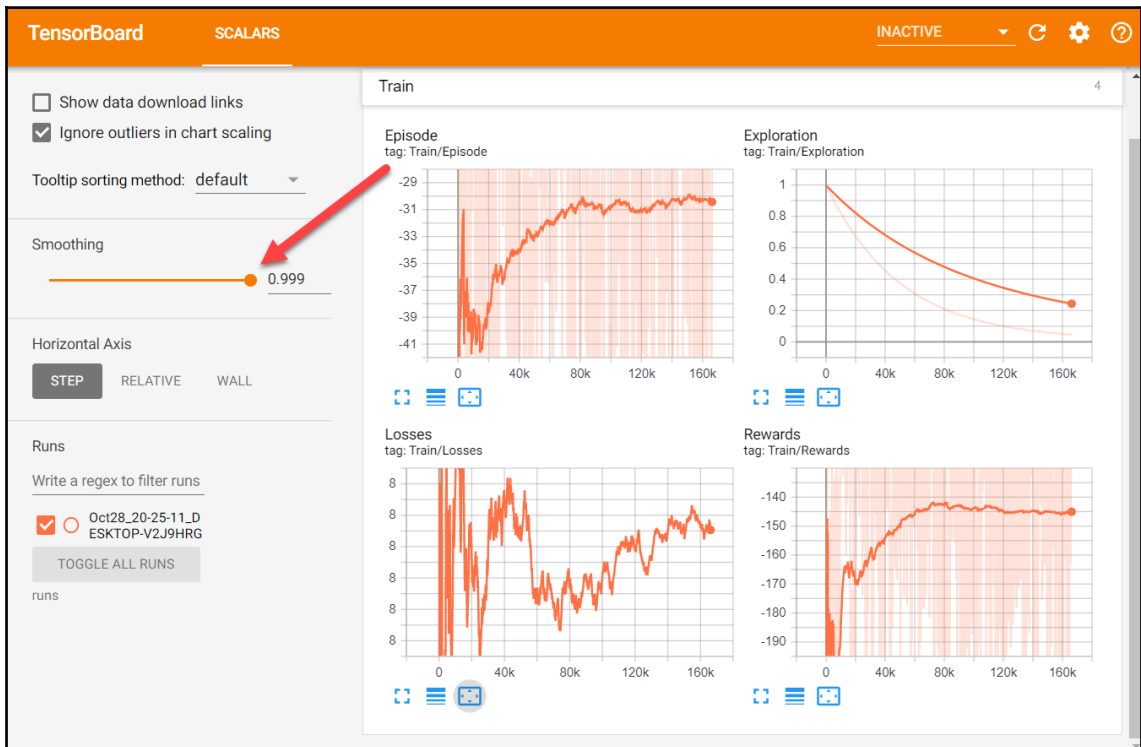 TensorBoard SCALARS INACTIVE
Show data download links
Ignore outliers in chart scaling
Tooltip sorting method: default
Smoothing
0.999
Horizontal Axis
STEP RELATIVE WALL
Runs
Write a regex to filter runs
Oct28_20-25-11_D
ESKTOP-V2J9HRG
TOGGLE ALL RUNS
runs
Train 4
Episode
tag: Train/Episode
-29
-31
-33
-35
-37
-39
-41
0 40k 80k 120k 160k
Exploration
tag: Train/Exploration
1
0.8
0.6
0.4
0.2
0
0 40k 80k 120k 160k
Losses
tag: Train/Losses
8
8
8
8
8
8
0 40k 80k 120k 160k
Rewards
tag: Train/Rewards
-140
-150
-160
-170
-180
-190
0 40k 80k 120k 160k